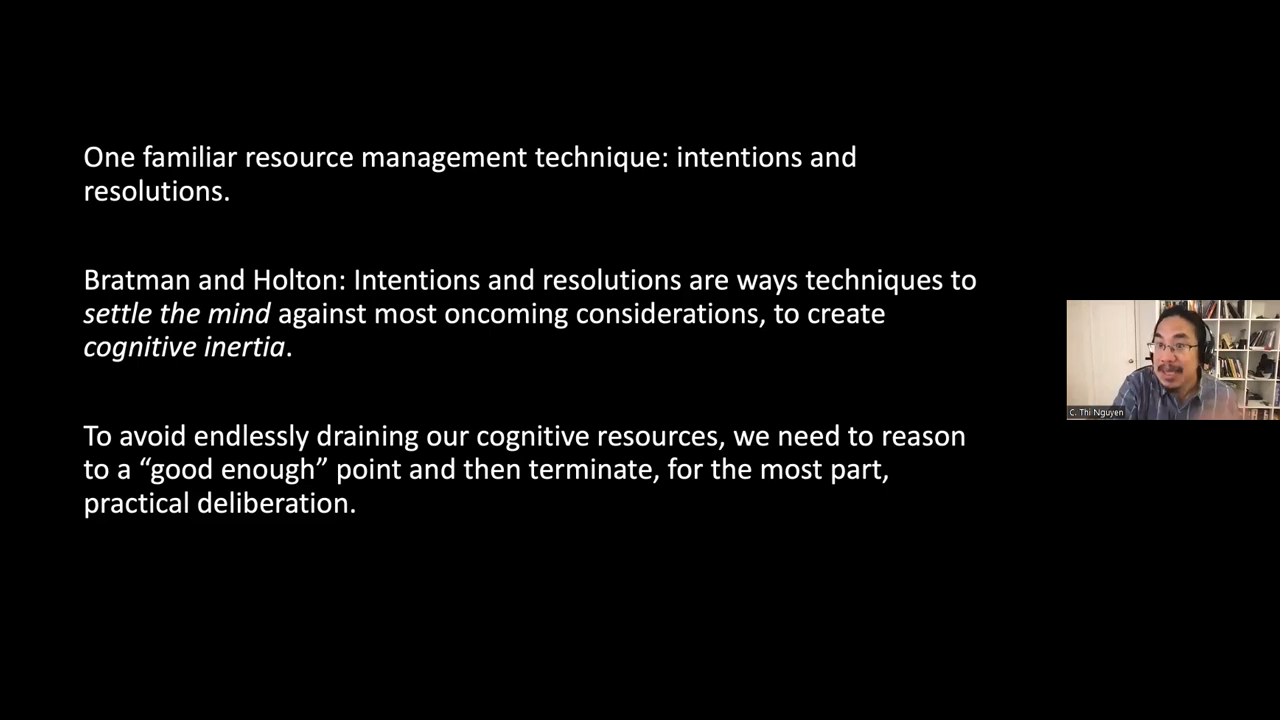 One familiar resource management technique: intentions and
resolutions.
Bratman and Holton: Intentions and resolutions are ways techniques to
settle the mind against most oncoming considerations, to create
cognitive inertia.
To avoid endlessly draining our cognitive resources, we need to reason
to a “good enough” point and then terminate, for the most part,
practical deliberation.
C. Thi Nguyen